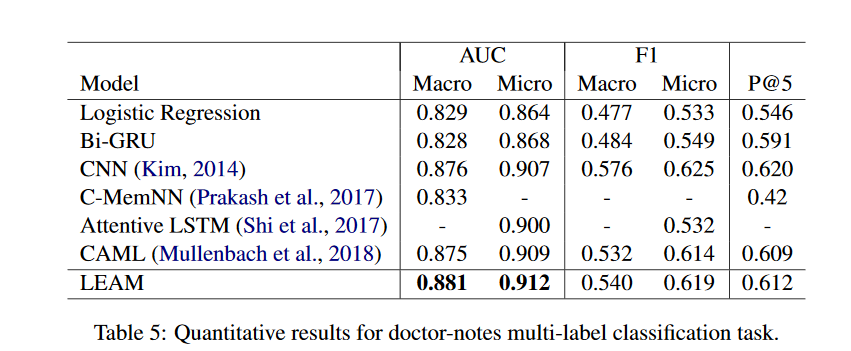 AUC F1
Model Macro Micro Macro Micro P@5
Logistic Regression 0.829 0.864 0.477 0.533 0.546
Bi-GRU 0.828 0.868 0.484 0.549 0.591
CNN (Kim, 2014) 0.876 0.907 0.576 0.625 0.620
C-MemNN (Prakash et al., 2017) 0.833 - - - 0.42
Attentive LSTM (Shi et al., 2017) - 0.900 - 0.532 -
CAML (Mullenbach et al., 2018) 0.875 0.909 0.532 0.614 0.609
LEAM 0.881 0.912 0.540 0.619 0.612
Table 5: Quantitative results for doctor-notes multi-label classification task.